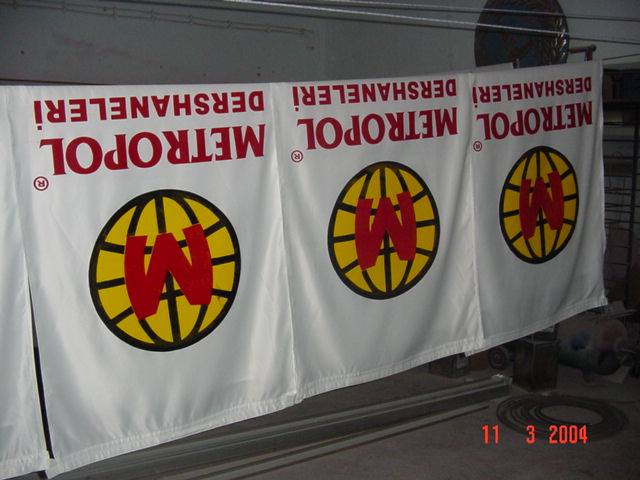 METROPOL ®
DERSHANELERİ
M
METROPOL ®
DERSHANELERİ
M
METROPOL ®
DERSHANELERİ
M
11 3 2004